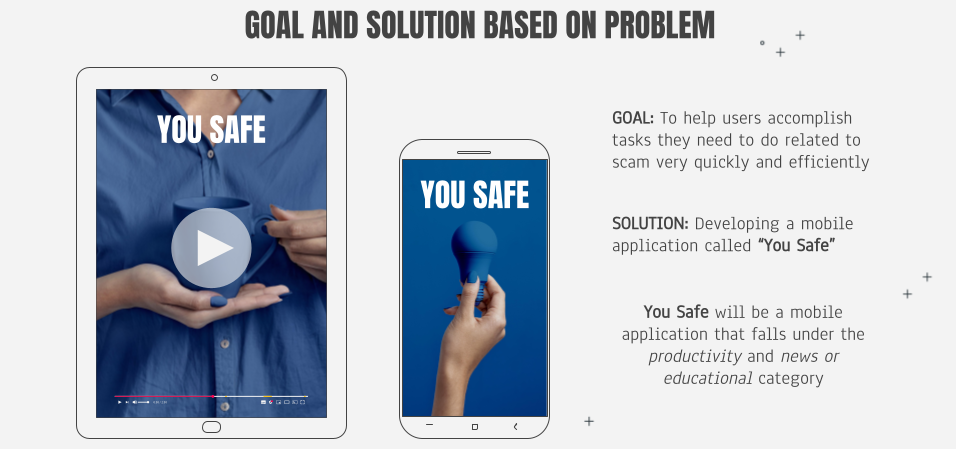 GOAL AND SOLUTION BASED ON PROBLEM
YOU SAFE
YOU SAFE
GOAL: To help users accomplish
tasks they need to do related to
scam very quickly and efficiently
SOLUTION: Developing a mobile
application called “You Safe”
You Safe will be a mobile
application that falls under the
productivity and news or
educational category